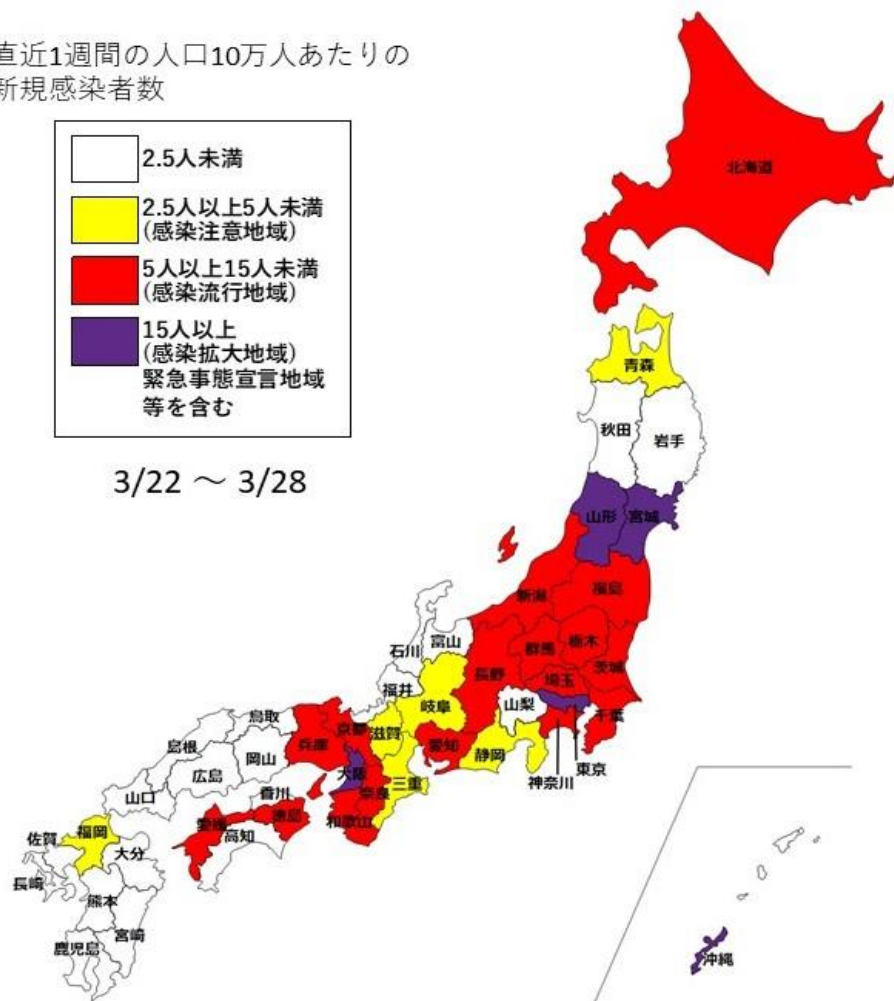 直近1週間の人口10万人あたりの
新規感染者数
2.5人未満
2.5人以上5人未満
(感染注意地域)
5人以上15人未満
(感染流行地域)
15人以上
(感染拡大地域)
緊急事態宣言地域
等を含む
3/22 ～ 3/28
北海道
青森
秋田
岩手
山形
宮城
新潟
福島
富山
石川
群馬
栃木
長野
茨城
福井
埼玉
岐阜
山梨
千葉
鳥取
京都
滋賀
兵庫
愛知
静岡
島根
岡山
大阪
東京
広島
神奈川
三重
奈良
香川
山口
徳島
和歌山
愛媛
福岡
高知
佐賀
大分
長崎
熊本
宮崎
鹿児島
沖縄